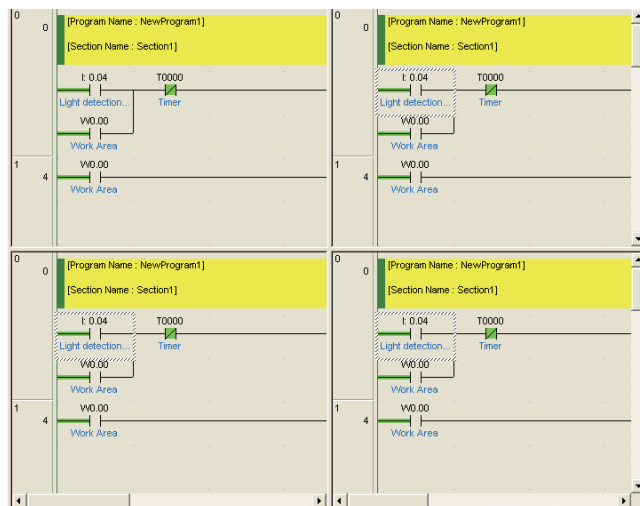 0
0
[Program Name : NewProgram1]
[Section Name : Section1]
I: 0.04
T0000
Light detection...
Timer
W0.00
Work Area
1
4
W0.00
Work Area
0
0
[Program Name : NewProgram1]
[Section Name : Section1]
I: 0.04
T0000
Light detection...
Timer
W0.00
Work Area
1
4
W0.00
Work Area
0
0
[Program Name : NewProgram1]
[Section Name : Section1]
I: 0.04
T0000
Light detection...
Timer
W0.00
Work Area
1
4
W0.00
Work Area
0
0
[Program Name : NewProgram1]
[Section Name : Section1]
I: 0.04
T0000
Light detection...
Timer
W0.00
Work Area
1
4
W0.00
Work Area